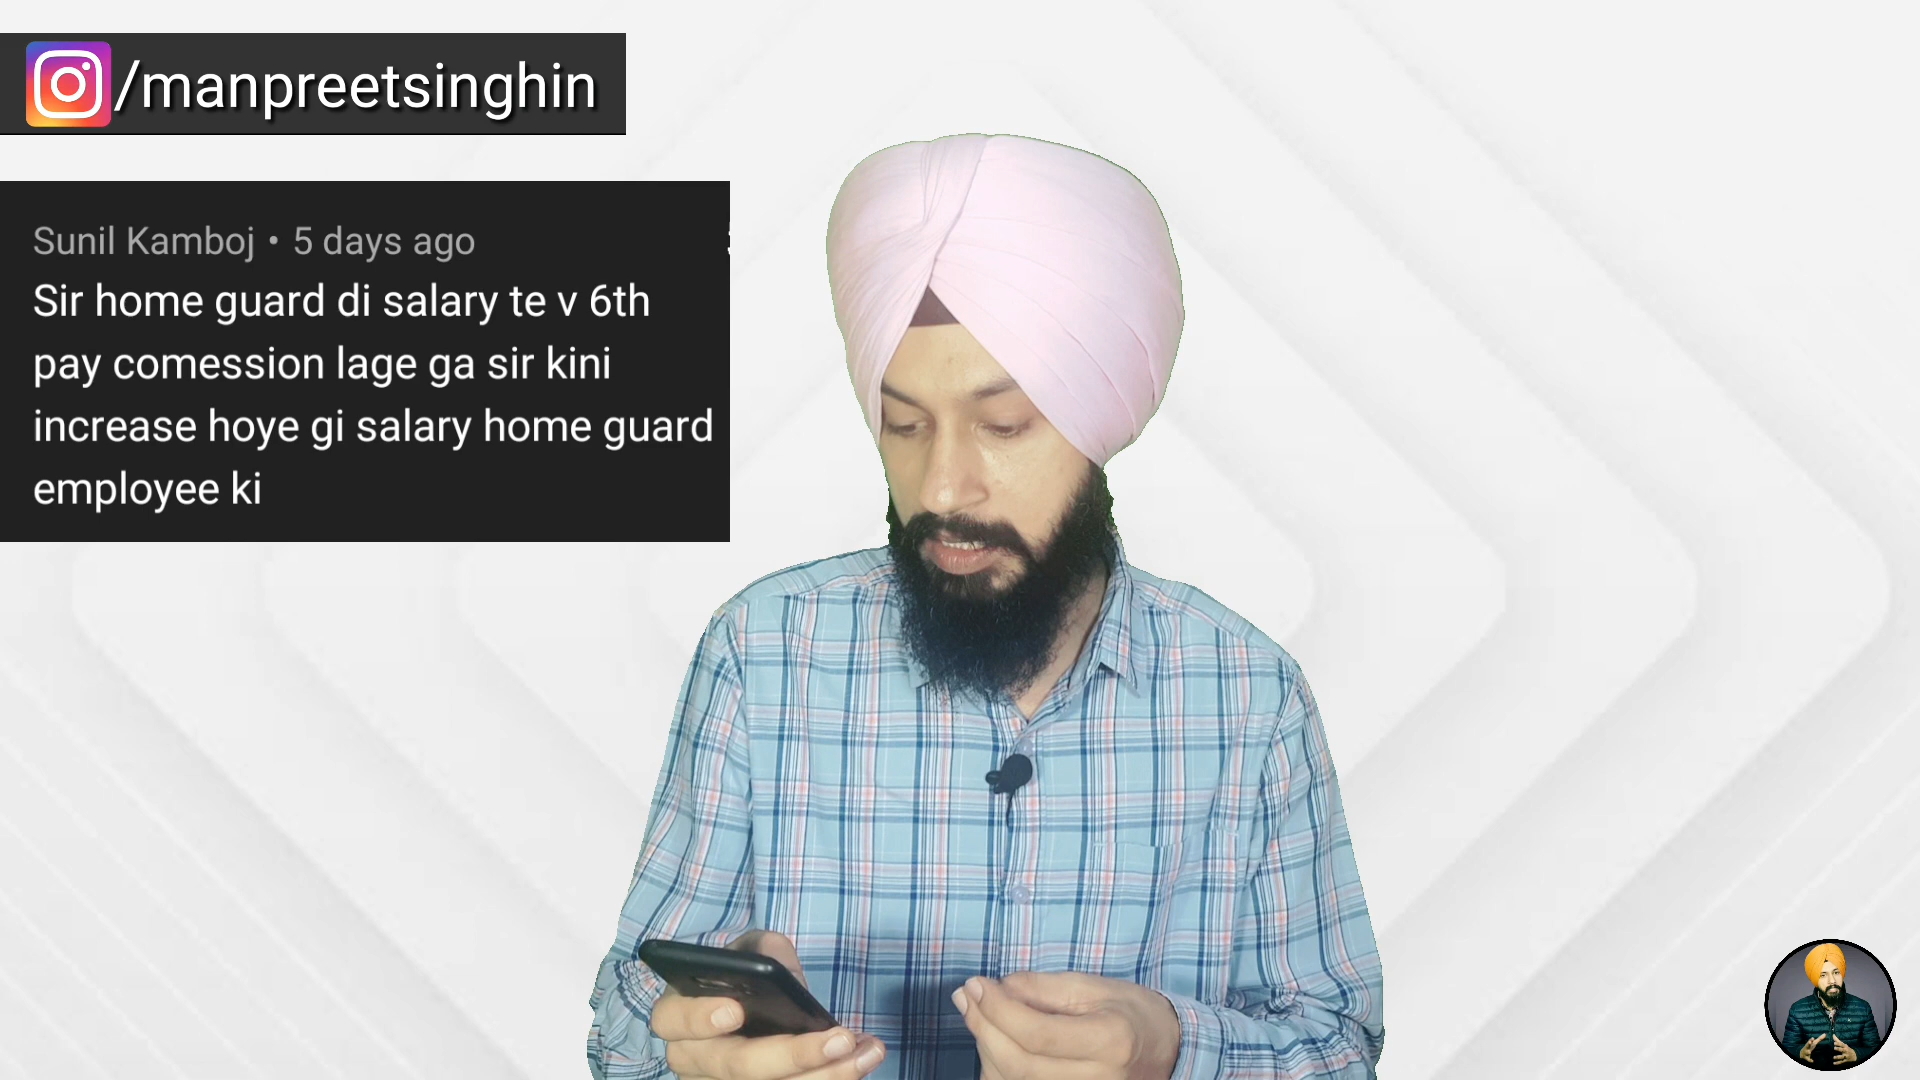 /manpreetsinghin
Sunil Kamboj • 5 days ago
Sir home guard di salary te v 6th
pay comession lage ga sir kini
increase hoye gi salary home guard
employee ki